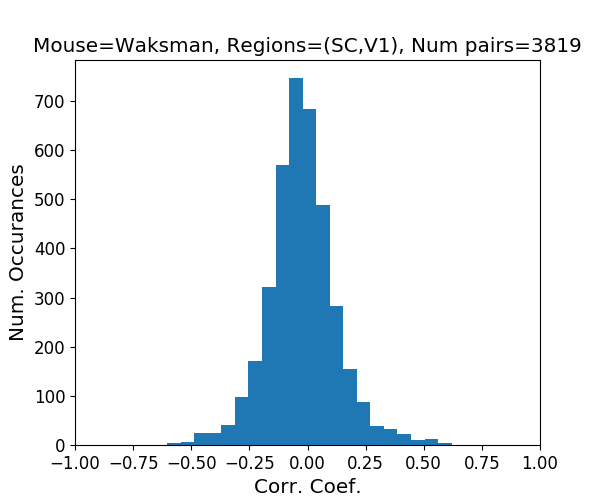 Mouse=Waksman, Regions=(SC,V1), Num pairs=3819
700
600
500
400
300
200
100
0
Num. Occurances
−1.00 −0.75 −0.50 −0.25 0.00 0.25 0.50 0.75 1.00
Corr. Coef.